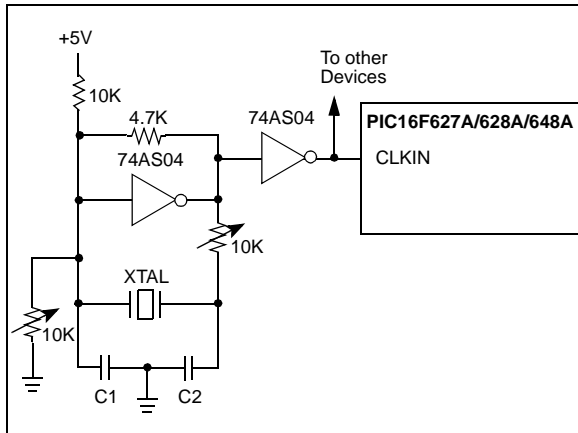 +5V
To other
Devices
10K
4.7K
74AS04
PIC16F627A/628A/648A
74AS04
CLKIN
10K
XTAL
10K
C1
C2